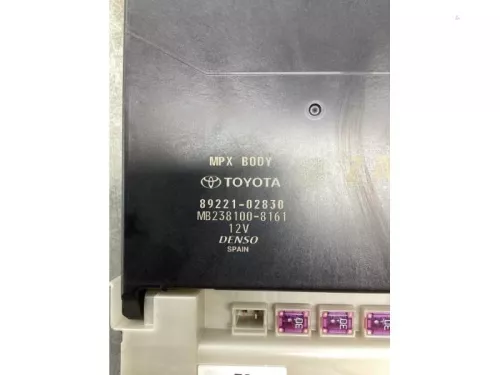 MPX BODY
TOYOTA
89221-02830
MB238100-8161
12V
DENSO
SPAIN